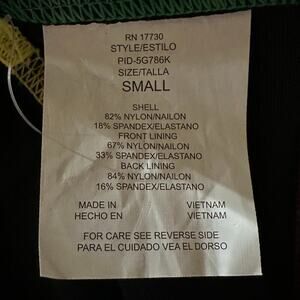 RN 17730
STYLE/ESTILO
PID-5G786K
SIZE/TALLA
SMALL
SHELL
82% NYLON/NAILON
18% SPANDEX/ELASTANO
FRONT LINING
67% NYLON/NAILON
33% SPANDEX/ELASTANO
BACK LINING
84% NYLON/NAILON
16% SPANDEX/ELASTANO
MADE IN VIETNAM
HECHO EN VIETNAM
FOR CARE SEE REVERSE SIDE
PARA EL CUIDADO VEA EL DORSO